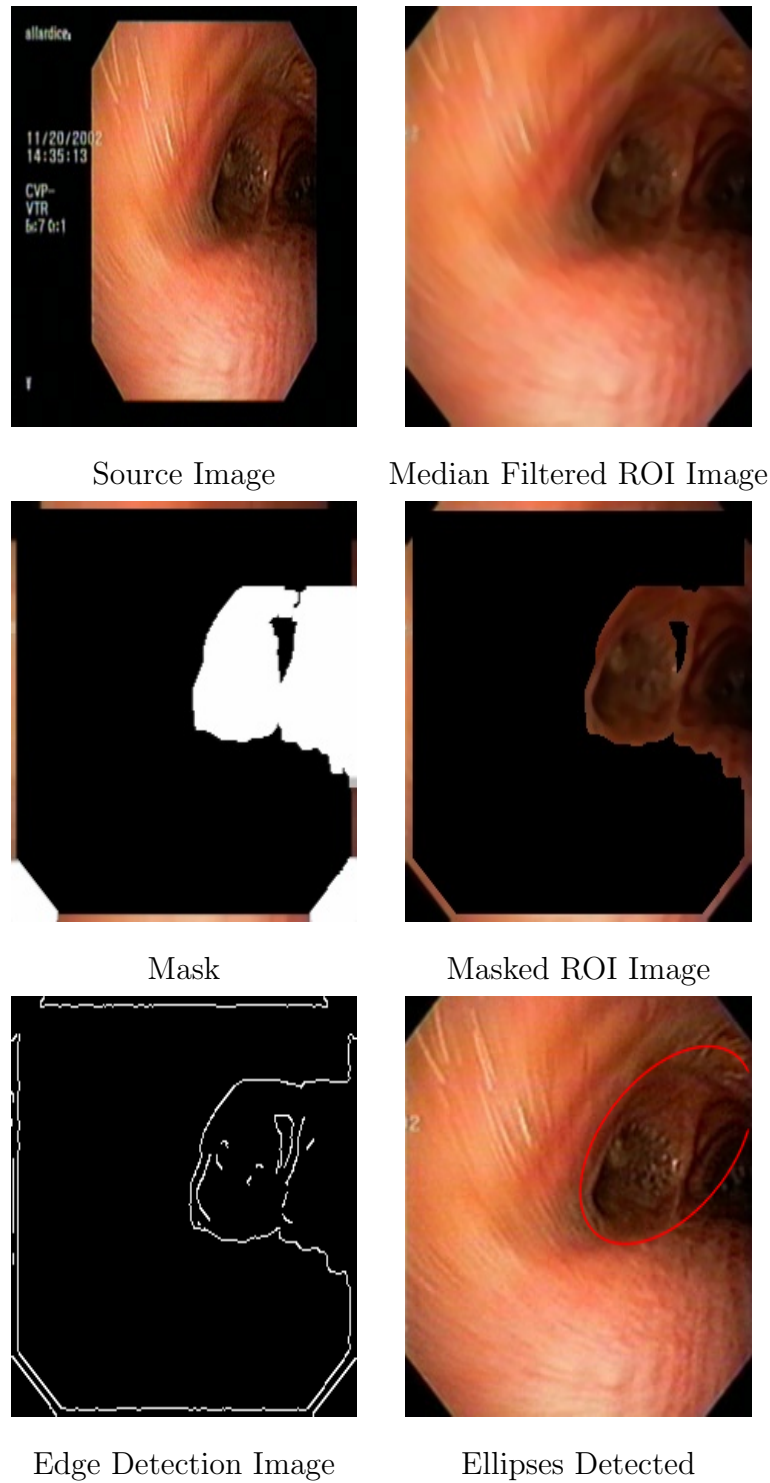 allardice,
11/20/2002
14:35:13
CVP-
VTR
Source Image
Median Filtered ROI Image
Mask
Masked ROI Image
Edge Detection Image
Ellipses Detected